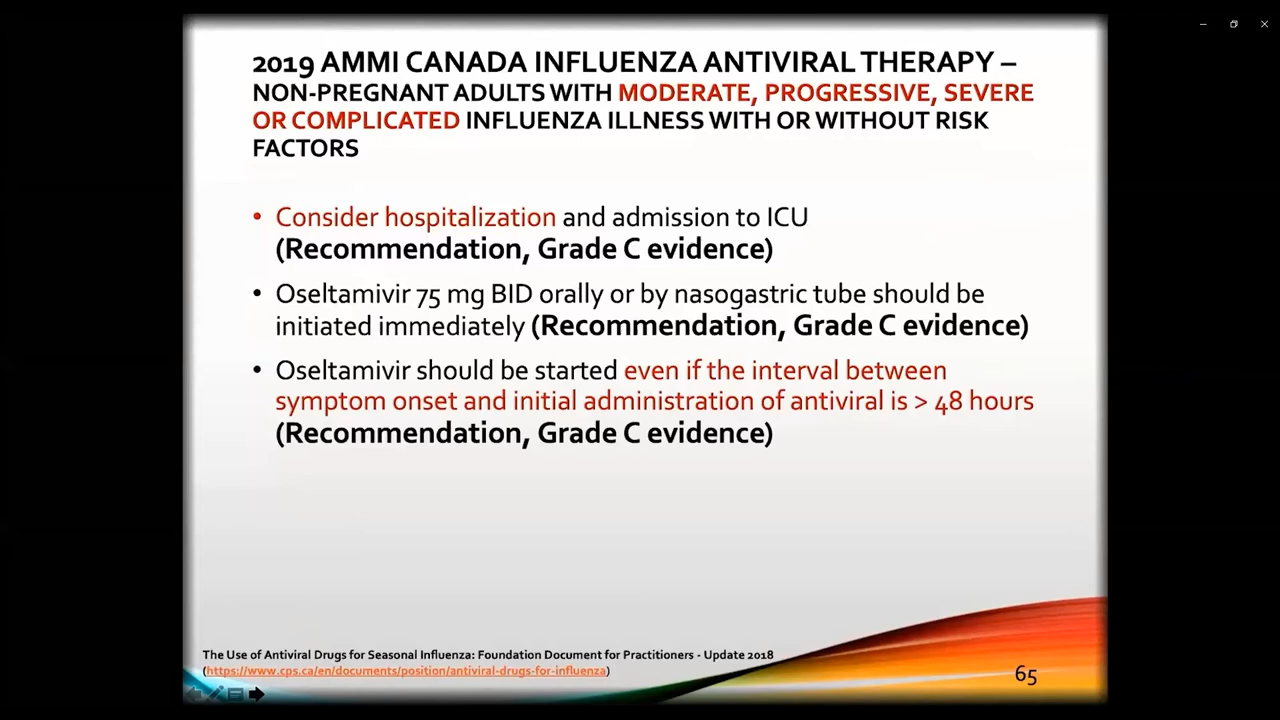 2019 AMMI CANADA INFLUENZA ANTIVIRAL THERAPY –
NON-PREGNANT ADULTS WITH MODERATE, PROGRESSIVE, SEVERE
OR COMPLICATED INFLUENZA ILLNESS WITH OR WITHOUT RISK
FACTORS
• Consider hospitalization and admission to ICU
(Recommendation, Grade C evidence)
• Oseltamivir 75 mg BID orally or by nasogastric tube should be
initiated immediately (Recommendation, Grade C evidence)
• Oseltamivir should be started even if the interval between
symptom onset and initial administration of antiviral is > 48 hours
(Recommendation, Grade C evidence)
The Use of Antiviral Drugs for Seasonal Influenza: Foundation Document for Practitioners - Update 2018
(https://www.cps.ca/en/documents/position/antiviral-drugs-for-influenza)
65